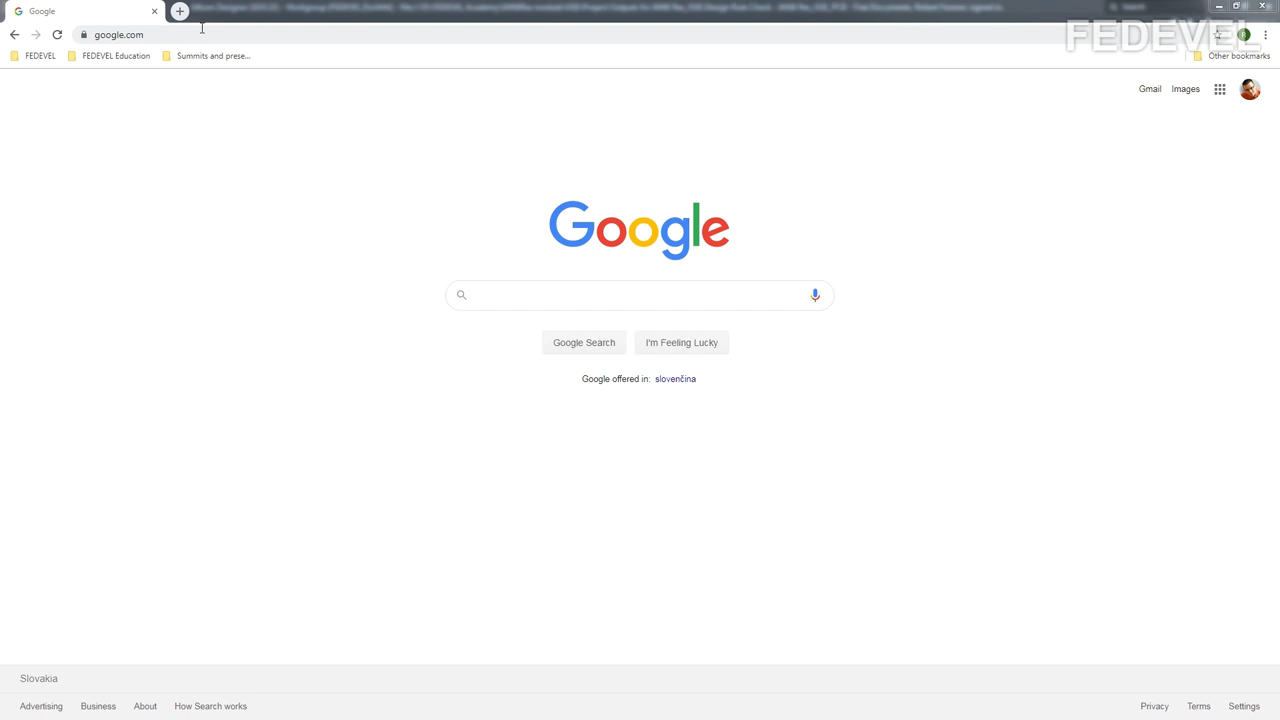 Google
google.com
FEDEVEL
FEDEVEL
FEDEVEL Education
Summits and prese...
Other bookmarks
Gmail
Images
Google
Google Search
I'm Feeling Lucky
Google offered in: slovenčina
Slovakia
Advertising
Business
About
How Search works
Privacy
Terms
Settings